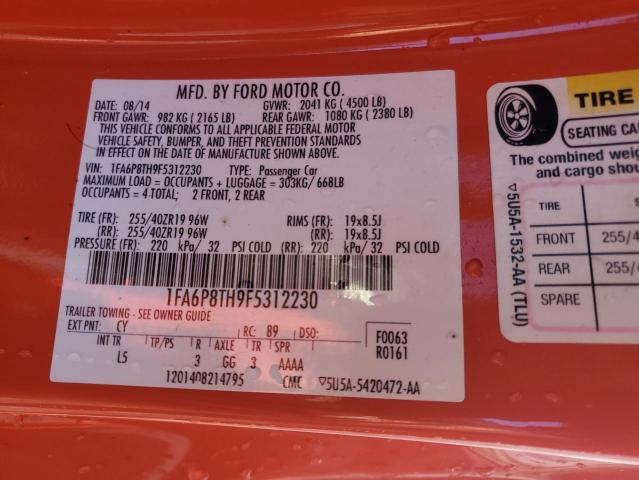 MFD. BY FORD MOTOR CO.
DATE: 08/14 GVWR: 2041 KG ( 4500 LB)
FRONT GAWR: 982 KG ( 2165 LB) REAR GAWR: 1080 KG ( 2380 LB)
THIS VEHICLE CONFORMS TO ALL APPLICABLE FEDERAL MOTOR
VEHICLE SAFETY, BUMPER, AND THEFT PREVENTION STANDARDS
IN EFFECT ON THE DATE OF MANUFACTURE SHOWN ABOVE.
VIN: 1FA6P8TH9F5312230 TYPE: Passenger Car
MAXIMUM LOAD = OCCUPANTS + LUGGAGE = 303KG/668LB
OCCUPANTS = 4 TOTAL; 2 FRONT, 2 REAR
TIRE (FR): 255/40ZR19 96W RIMS (FR): 19x8.5J
(RR): 255/40ZR19 96W (RR): 19x8.5J
PRESSURE (FR) 220 kPa/ 32 PSI COLD (RR) 220 kPa/ 32 PSI COLD
1FA6P8TH9F5312230
TRAILER TOWING - SEE OWNER GUIDE
EXT PNT: CY RC: 89 DSO: F0063
INT TR TP/PS R AXLE TR SPR R0161
L5 3 GG 3 AAAA
1201408214795 CMC ▽5U5A-5420472-AA
▽5U5A-1532-AA (TLU)
TIRE
SEATING CA
The combined weig
and cargo shou
TIRE S
FRONT 255/4
REAR 255/4
SPARE